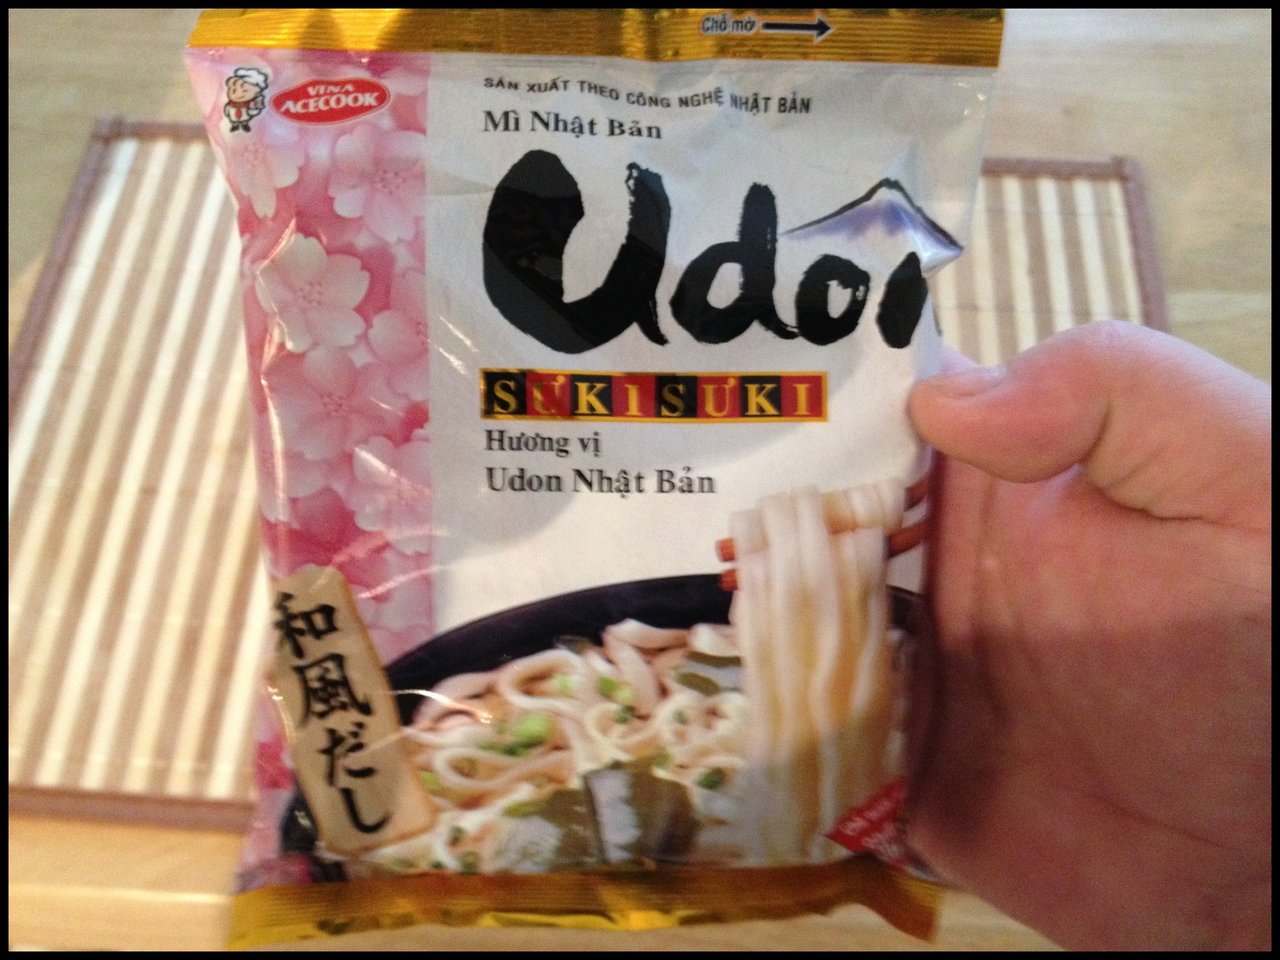 Chỗ mở
VINA
ACECOOK
SẢN XUẤT THEO CÔNG NGHỆ NHẬT BẢN
Mì Nhật Bản
Udon
SƯKISƯKI
Hương vị
Udon Nhật Bản
和風だし